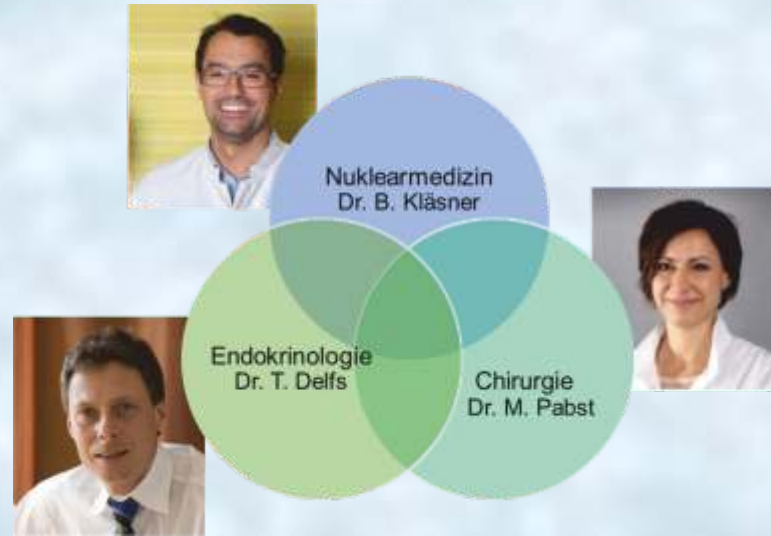 Nuklearmedizin
Dr. B. Kläsner
Endokrinologie
Dr. T. Delfs
Chirurgie
Dr. M. Pabst